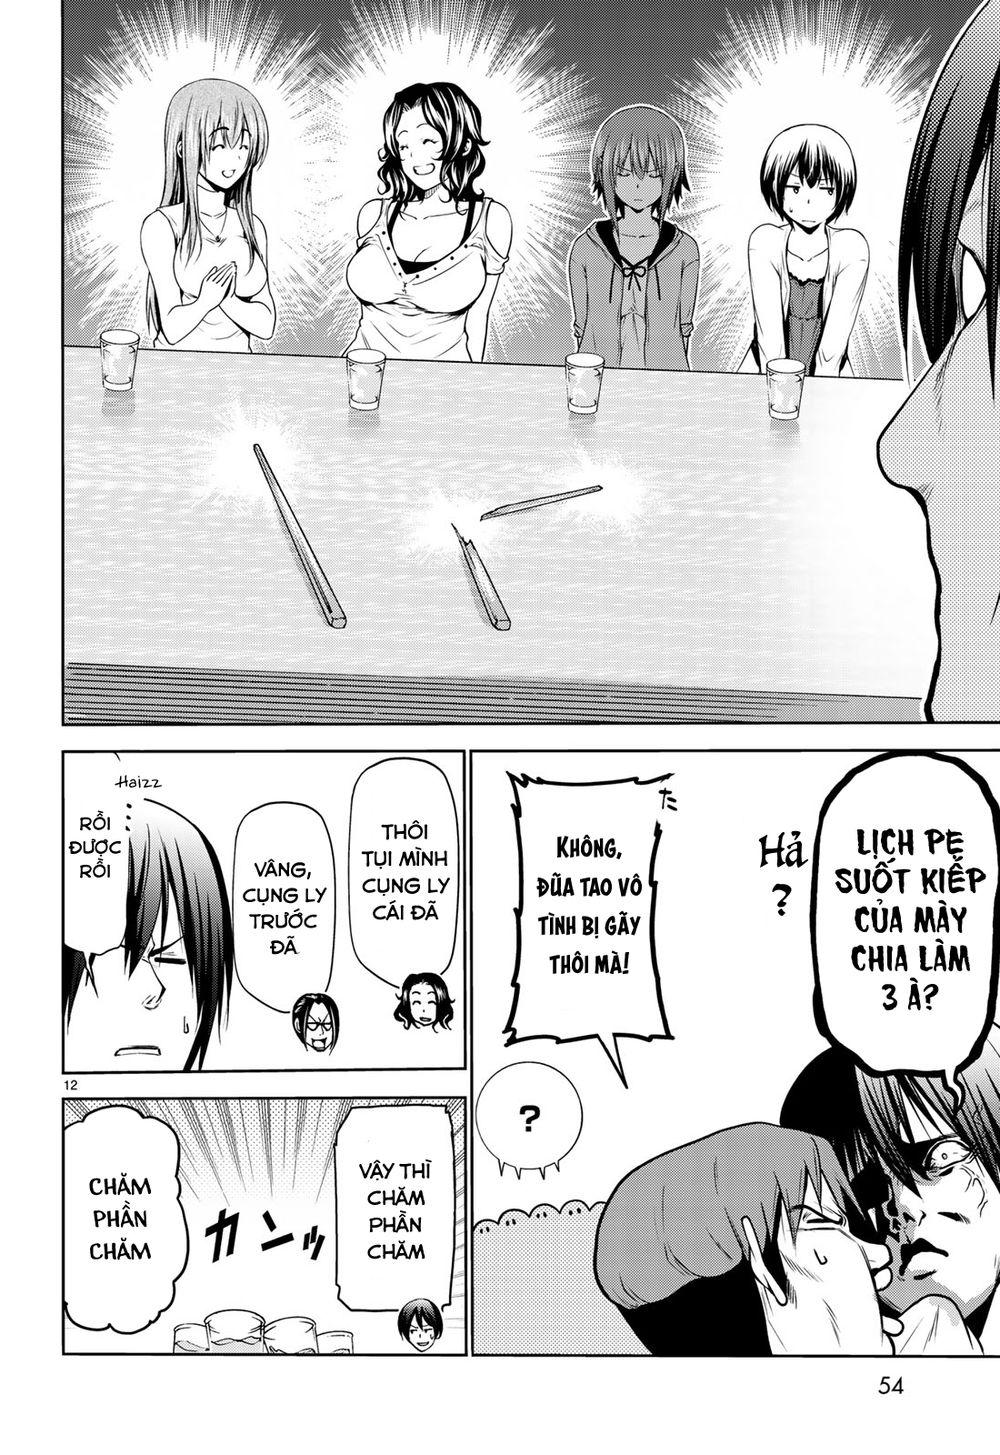 LỊCH PE
SUỐT KIẾP
CỦA MÀY
CHIA LÀM
3 À?
Hả
?
KHÔNG,
ĐŨA TAO VÔ
TÌNH BỊ GÃY
THÔI MÀ!
た
?
THÔI
TỤI MÌNH
CỤNG LY
CÁI ĐÃ
VÂNG,
CỤNG LY
TRƯỚC
ĐÃ
Haizz
RỒI
ĐƯỢC
RỒI
12
VẬY THÌ
CHĂM
PHẦN
CHĂM
カンッ
CHĂM
PHẦN
CHĂM
54